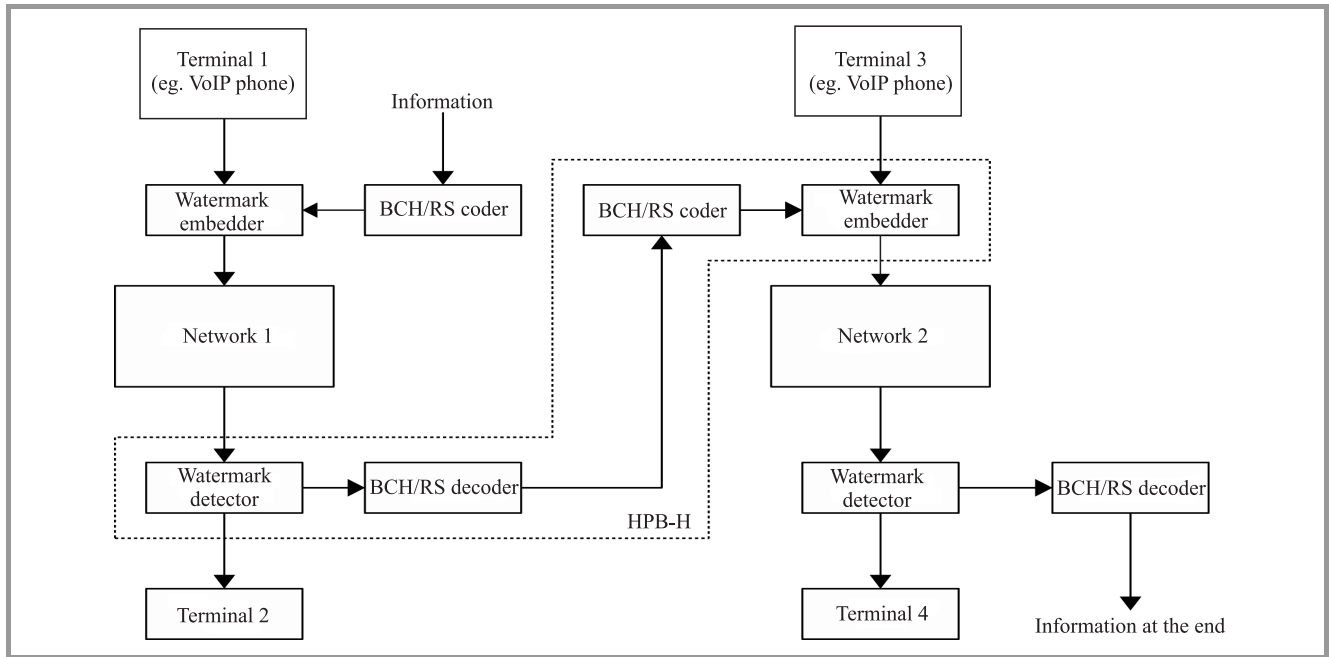 Terminal 1
(eg. VoIP phone)
Information
Watermark
embedder
BCH/RS coder
Network 1
Watermark
detector
BCH/RS decoder
HPB-H
Terminal 2
Terminal 3
(eg. VoIP phone)
BCH/RS coder
Watermark
embedder
Network 2
Watermark
detector
BCH/RS decoder
Terminal 4
Information at the end